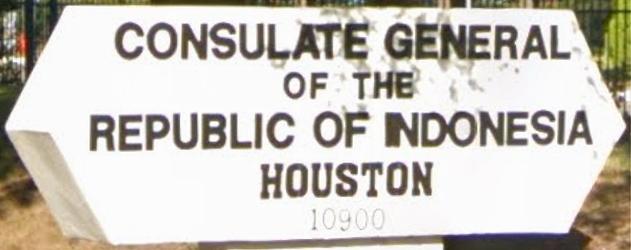 CONSULATE GENERAL
OF THE
REPUBLIC OF INDONESIA
HOUSTON
10900